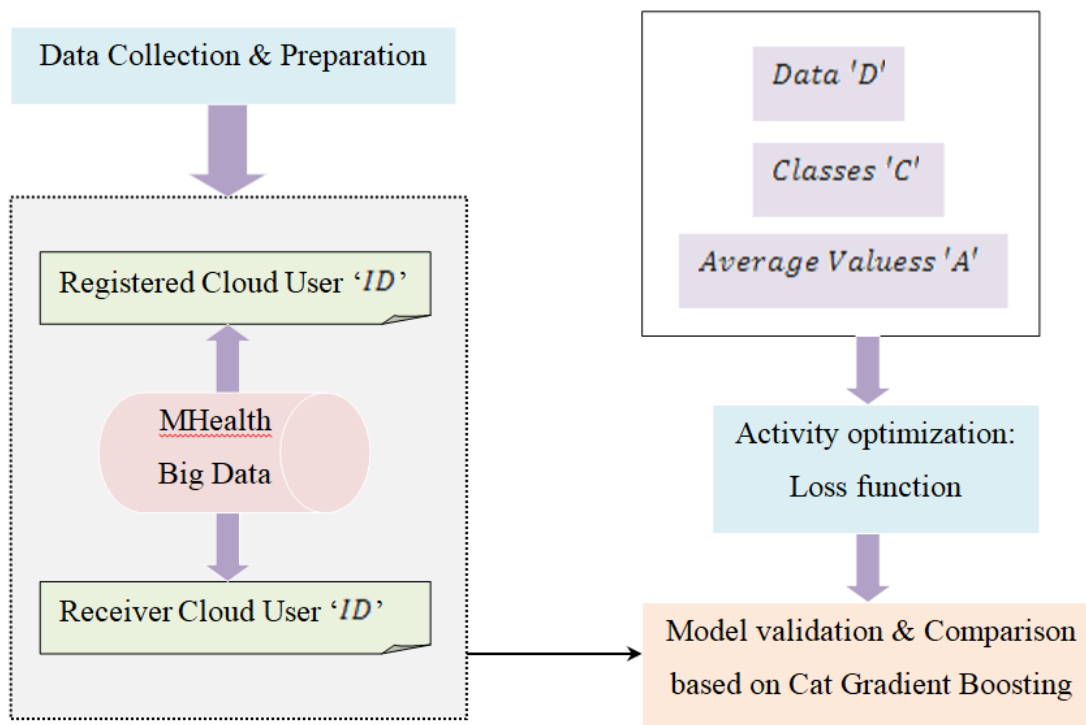 Data Collection & Preparation
Registered Cloud User ‘ID’
MHealth
Big Data
Receiver Cloud User ‘ID’
Data 'D'
Classes 'C'
Average Valuess 'A'
Activity optimization:
Loss function
Model validation & Comparison
based on Cat Gradient Boosting